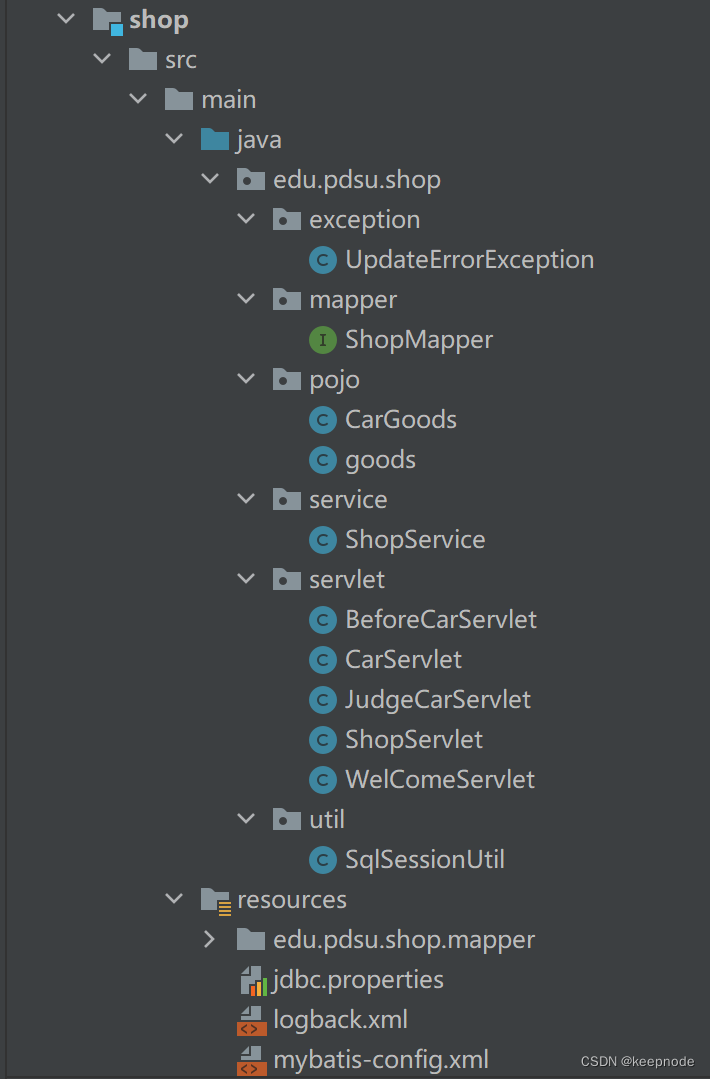 shop
src
main
java
edu.pdsu.shop
exception
UpdateErrorException
mapper
ShopMapper
pojo
CarGoods
goods
service
ShopService
servlet
BeforeCarServlet
CarServlet
JudgeCarServlet
ShopServlet
WelComeServlet
util
SqlSessionUtil
resources
edu.pdsu.shop.mapper
jdbc.properties
logback.xml
mybatis-config.xml
CSDN @keepnode